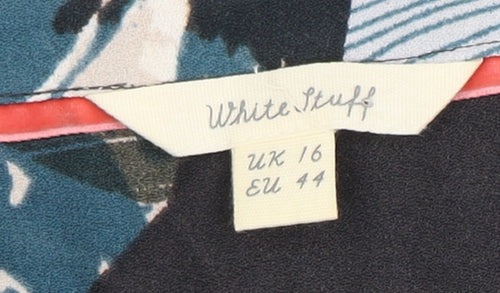 White Stuff
UK 16
EU 44